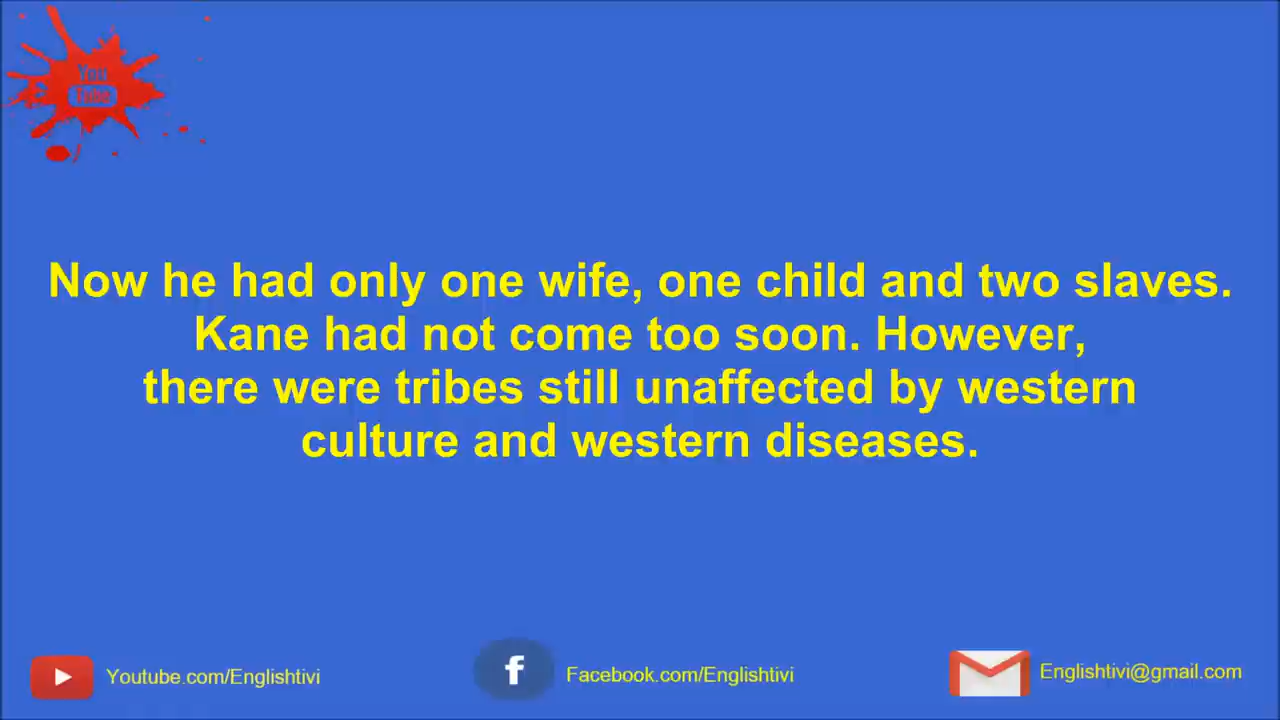 You
Tube
Now he had only one wife, one child and two slaves.
Kane had not come too soon. However,
there were tribes still unaffected by western
culture and western diseases.
Youtube.com/Englishtivi
f
Facebook.com/Englishtivi
Englishtivi@gmail.com